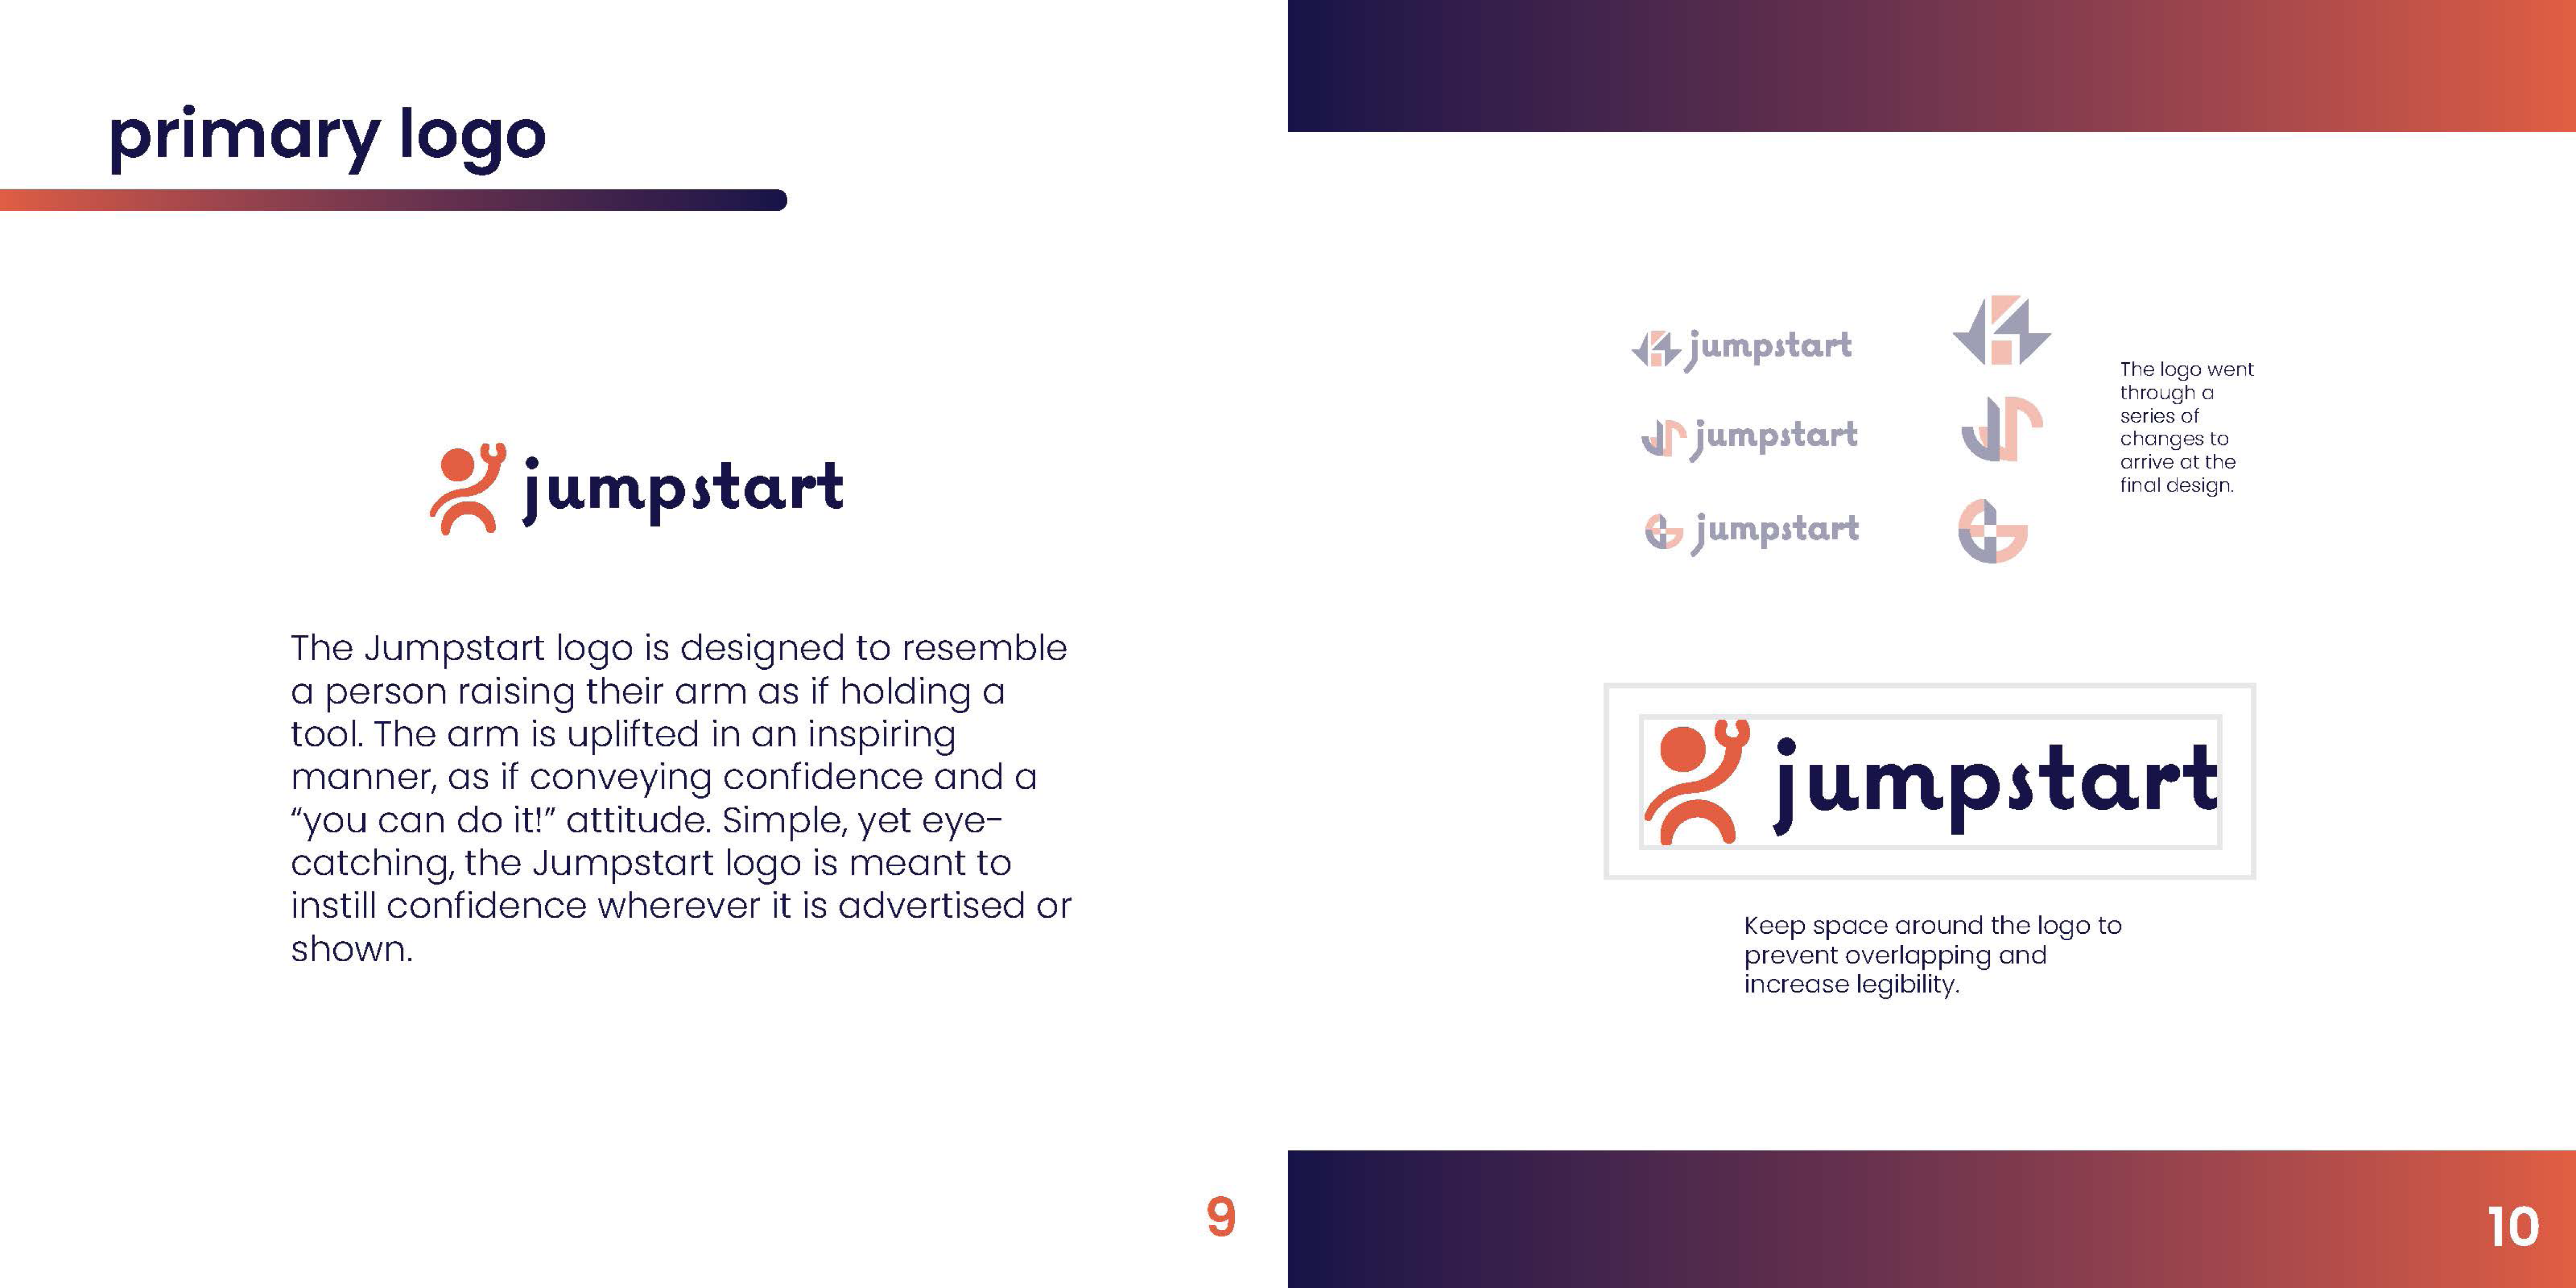 primary logo
jumpstart
The Jumpstart logo is designed to resemble
a person raising their arm as if holding a
tool. The arm is uplifted in an inspiring
manner, as if conveying confidence and a
“you can do it!” attitude. Simple, yet eye-
catching, the Jumpstart logo is meant to
instill confidence wherever it is advertised or
shown.
9
jumpstart
jumpstart
jumpstart
The logo went
through a
series of
changes to
arrive at the
final design.
jumpstart
Keep space around the logo to
prevent overlapping and
increase legibility.
10